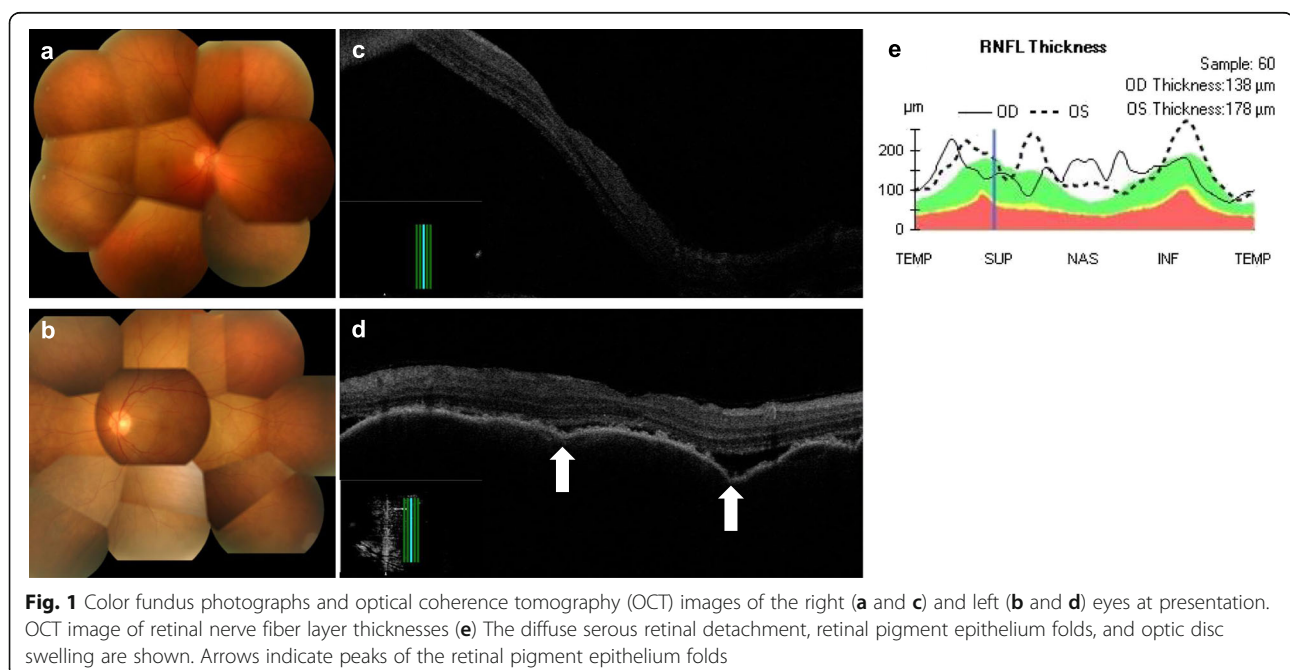 a
c
e
RNFL Thickness
Sample: 60
OD Thickness:138 µm
OS Thickness:178 µm
µm
OD OS
200
100
0
TEMP SUP NAS INF TEMP
b
d
Fig. 1 Color fundus photographs and optical coherence tomography (OCT) images of the right (a and c) and left (b and d) eyes at presentation.
OCT image of retinal nerve fiber layer thicknesses (e) The diffuse serous retinal detachment, retinal pigment epithelium folds, and optic disc
swelling are shown. Arrows indicate peaks of the retinal pigment epithelium folds